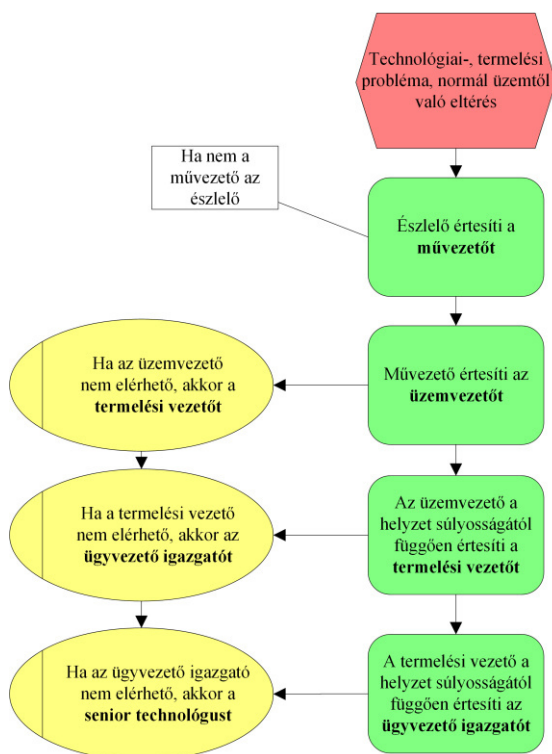 Technológiai-, termelési
probléma, normál üzemtől
való eltérés
Ha nem a
művezető az
észlelő
Észlelő értesíti a
művezetőt
Ha az üzemvezető
nem elérhető, akkor a
termelési vezetőt
Művezető értesíti az
üzemvezetőt
Ha a termelési vezető
nem elérhető, akkor az
ügyvezető igazgatót
Az üzemvezető a
helyzet súlyosságától
függően értesíti a
termelési vezetőt
Ha az ügyvezető igazgató
nem elérhető, akkor a
senior technológust
A termelési vezető a
helyzet súlyosságától
függően értesíti az
ügyvezető igazgatót